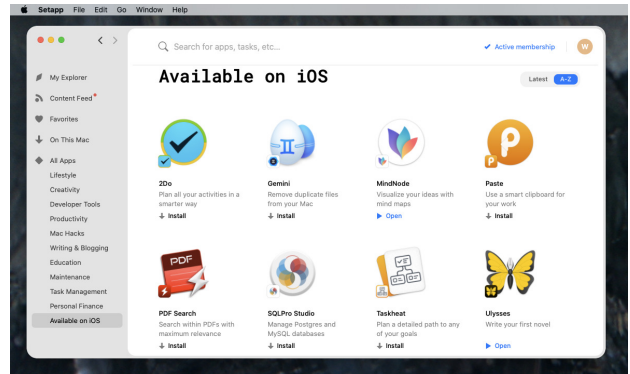 Setapp File Edit Go Window Help
Search for apps, tasks, etc...
Active membership
W
My Explorer
Content Feed
Favorites
On This Mac
All Apps
Lifestyle
Creativity
Developer Tools
Productivity
Mac Hacks
Writing & Blogging
Education
Maintenance
Task Management
Personal Finance
Available on iOS
Available on iOS
Latest A-Z
2Do
Plan all your activities in a
smarter way
Install
Gemini
Remove duplicate files
from your Mac
Install
MindNode
Visualize your ideas with
mind maps
Open
Paste
Use a smart clipboard for
your work
Install
PDF
PDF Search
Search within PDFs with
maximum relevance
Install
SQLPro Studio
Manage Postgres and
MySQL databases
Install
Taskheat
Plan a detailed path to any
of your goals
Install
Ulysses
Write your first novel
Open